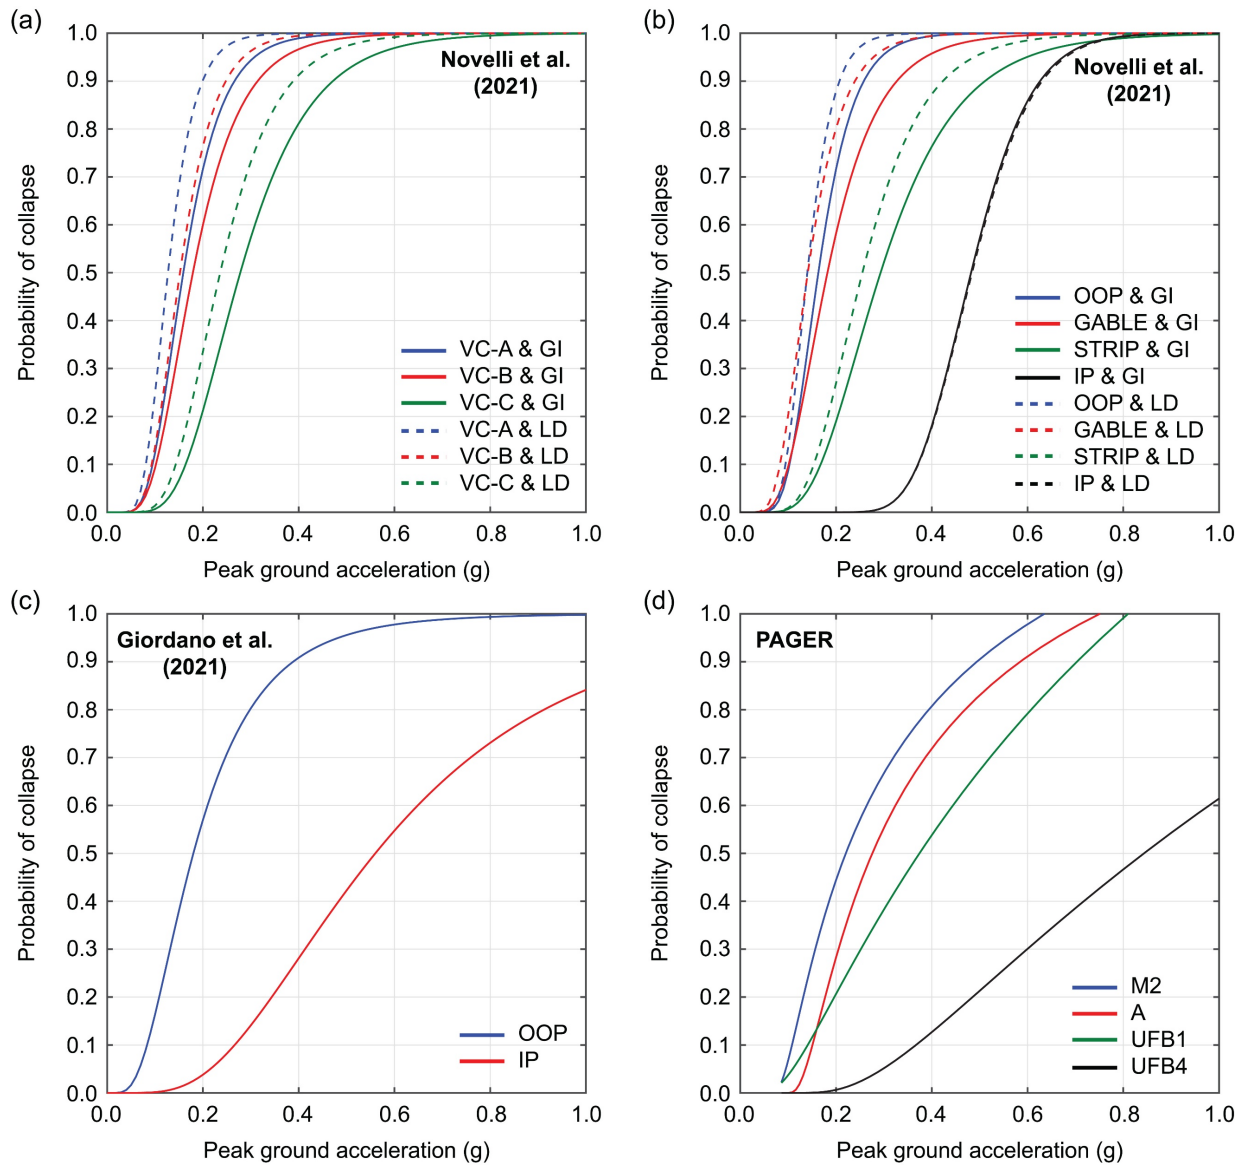 (a)
Novelli et al.
(2021)
1.0
0.9
0.8
0.7
0.6
0.5
0.4
0.3
0.2
0.1
0.0
Probability of collapse
VC-A & GI
VC-B & GI
VC-C & GI
VC-A & LD
VC-B & LD
VC-C & LD
0.0 0.2 0.4 0.6 0.8 1.0
Peak ground acceleration (g)
(b)
Novelli et al.
(2021)
1.0
0.9
0.8
0.7
0.6
0.5
0.4
0.3
0.2
0.1
0.0
Probability of collapse
OOP & GI
GABLE & GI
STRIP & GI
IP & GI
OOP & LD
GABLE & LD
STRIP & LD
IP & LD
0.0 0.2 0.4 0.6 0.8 1.0
Peak ground acceleration (g)
(c)
Giordano et al.
(2021)
1.0
0.9
0.8
0.7
0.6
0.5
0.4
0.3
0.2
0.1
0.0
Probability of collapse
OOP
IP
0.0 0.2 0.4 0.6 0.8 1.0
Peak ground acceleration (g)
(d)
PAGER
1.0
0.9
0.8
0.7
0.6
0.5
0.4
0.3
0.2
0.1
0.0
Probability of collapse
M2
A
UFB1
UFB4
0.0 0.2 0.4 0.6 0.8 1.0
Peak ground acceleration (g)